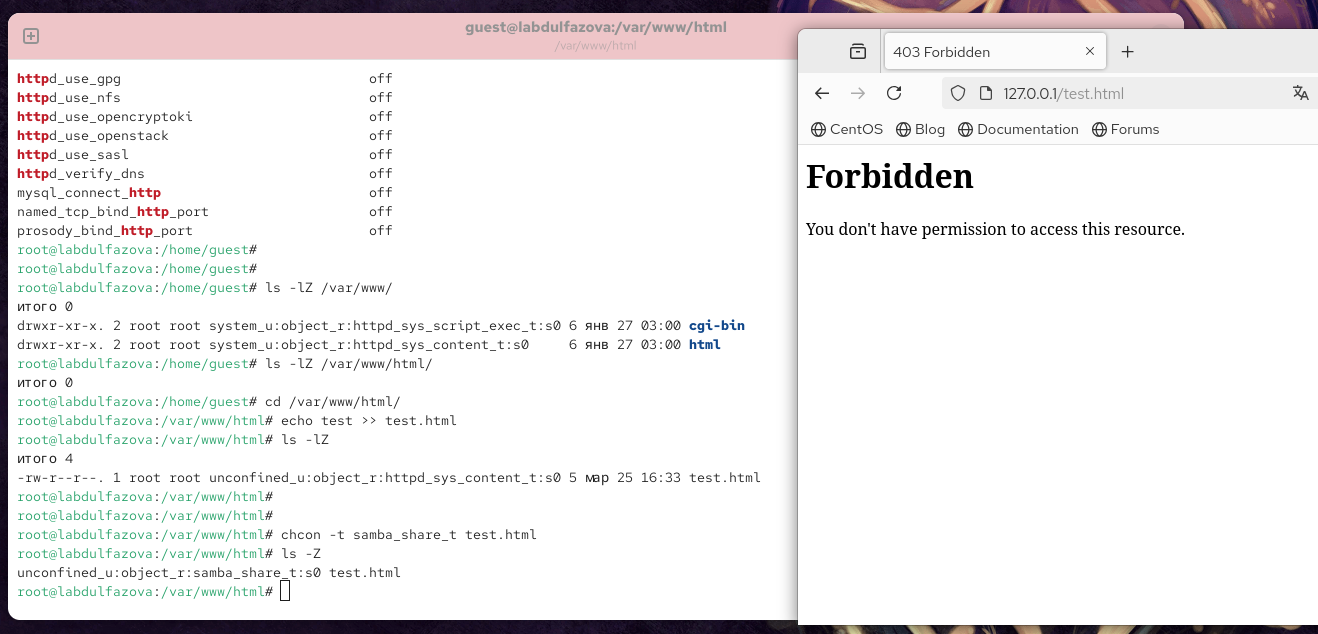 guest@labdulfazova:/var/www/html
/var/www/html
httpd_use_gpg off
httpd_use_nfs off
httpd_use_opencryptoki off
httpd_use_openstack off
httpd_use_sasl off
httpd_verify_dns off
mysql_connect_http off
named_tcp_bind_http_port off
prosody_bind_http_port off
root@labdulfazova:/home/guest#
root@labdulfazova:/home/guest#
root@labdulfazova:/home/guest# ls -lZ /var/www/
итого 0
drwxr-xr-x. 2 root root system_u:object_r:httpd_sys_script_exec_t:s0 6 янв 27 03:00 cgi-bin
drwxr-xr-x. 2 root root system_u:object_r:httpd_sys_content_t:s0 6 янв 27 03:00 html
root@labdulfazova:/home/guest# ls -lZ /var/www/html/
итого 0
root@labdulfazova:/home/guest# cd /var/www/html/
root@labdulfazova:/var/www/html# echo test >> test.html
root@labdulfazova:/var/www/html# ls -lZ
итого 4
-rw-r--r--. 1 root root unconfined_u:object_r:httpd_sys_content_t:s0 5 мар 25 16:33 test.html
root@labdulfazova:/var/www/html#
root@labdulfazova:/var/www/html#
root@labdulfazova:/var/www/html# chcon -t samba_share_t test.html
root@labdulfazova:/var/www/html# ls -Z
unconfined_u:object_r:samba_share_t:s0 test.html
root@labdulfazova:/var/www/html#
403 Forbidden
127.0.0.1/test.html
CentOS Blog Documentation Forums
Forbidden
You don't have permission to access this resource.